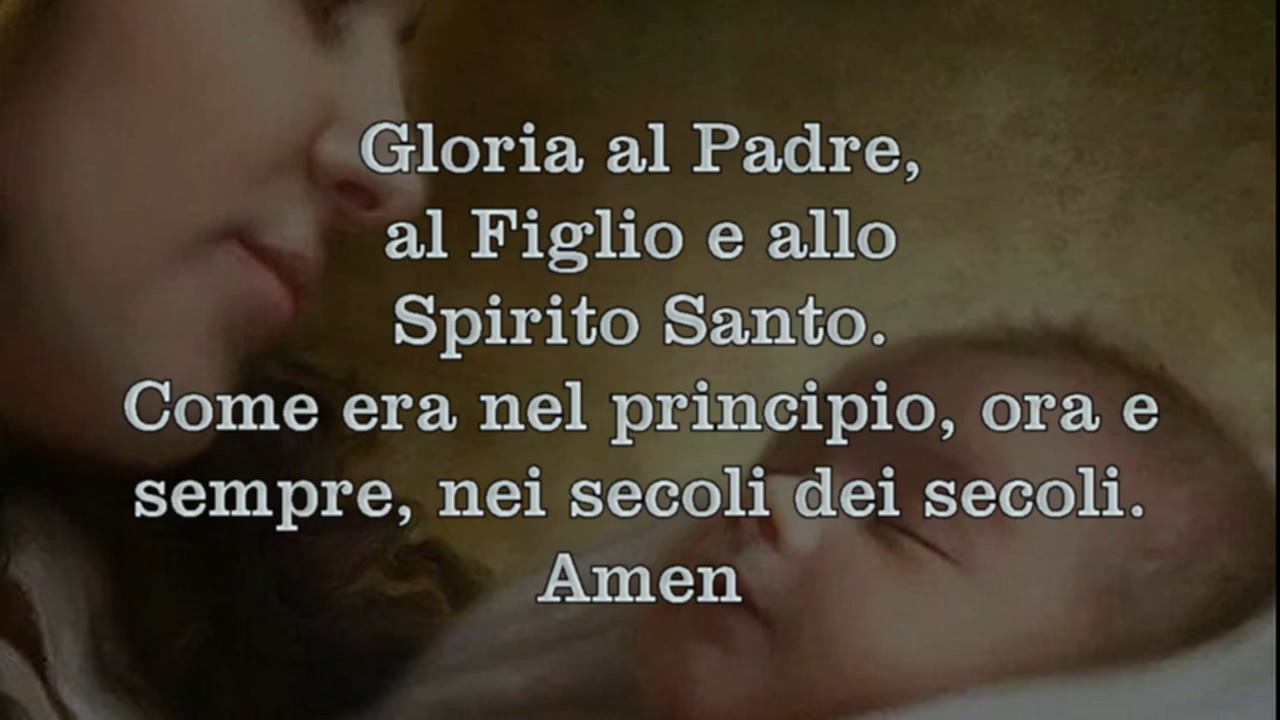 Gloria al Padre,
al Figlio e allo
Spirito Santo.
Come era nel principio, ora e
sempre, nei secoli dei secoli.
Amen